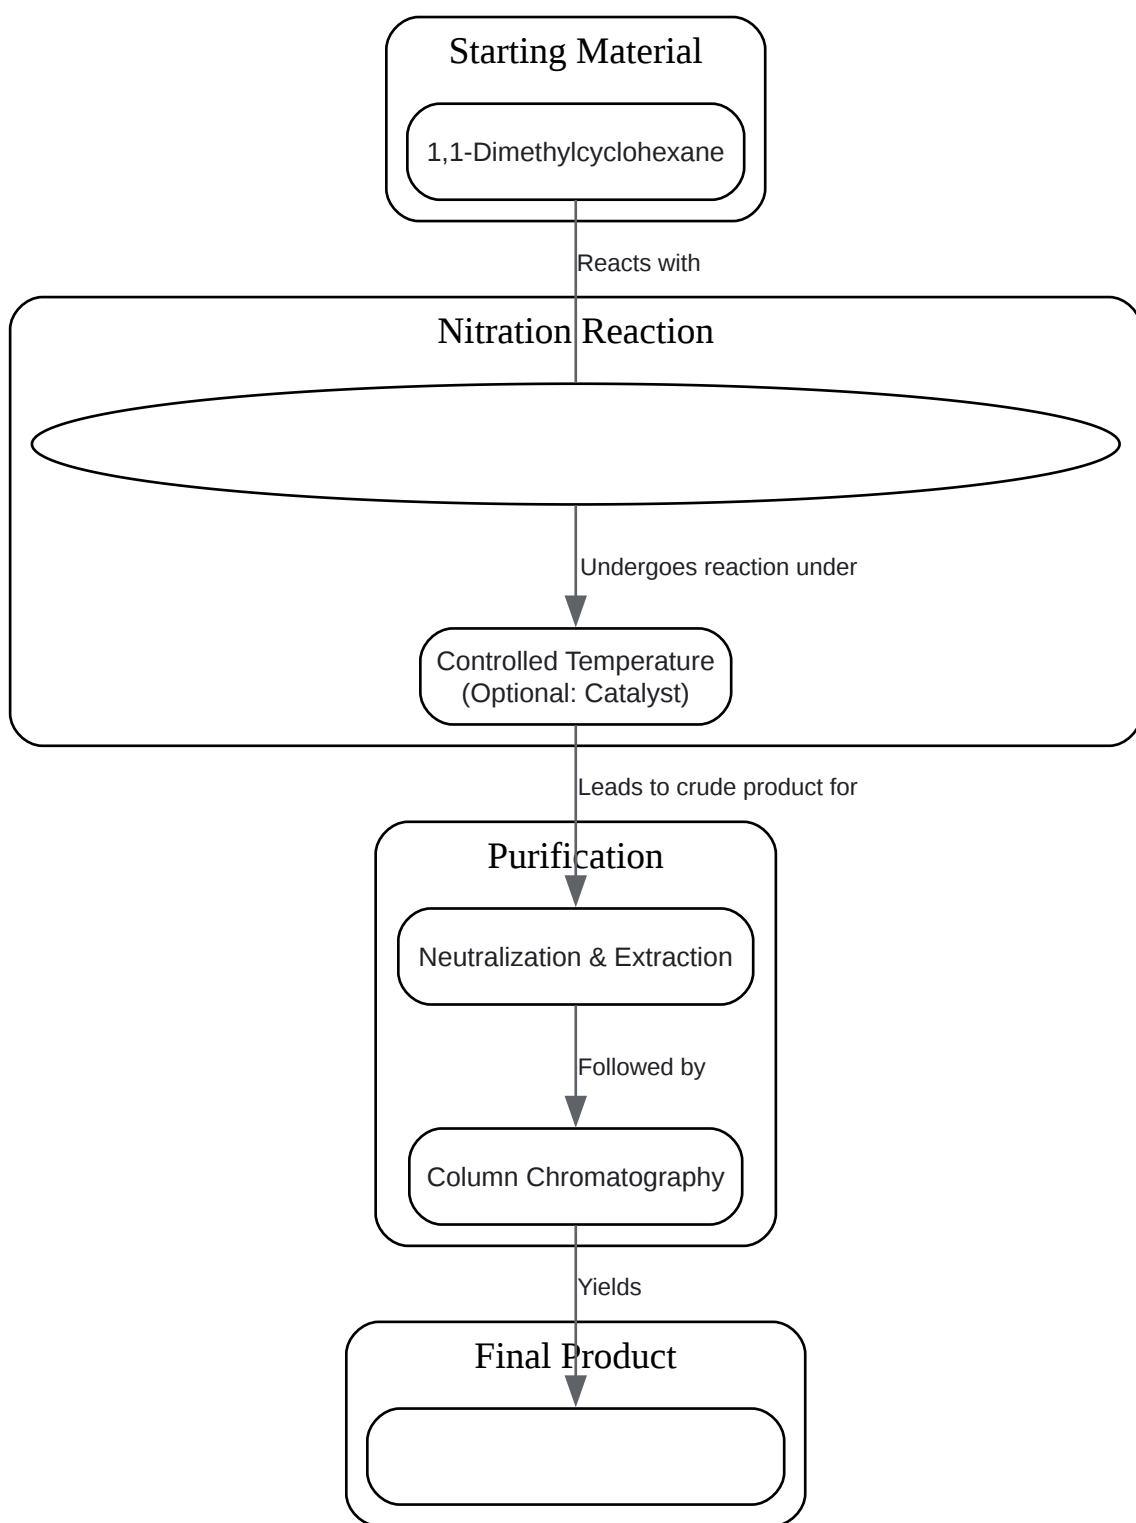 Starting Material
1,1-Dimethylcyclohexane
Reacts with
Nitration Reaction
Undergoes reaction under
Controlled Temperature
(Optional: Catalyst)
Leads to crude product for
Purification
Neutralization & Extraction
Followed by
Column Chromatography
Yields
Final Product